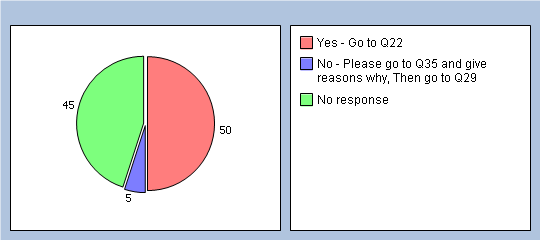 45
50
5
Yes - Go to Q22
No - Please go to Q35 and give
reasons why, Then go to Q29
No response